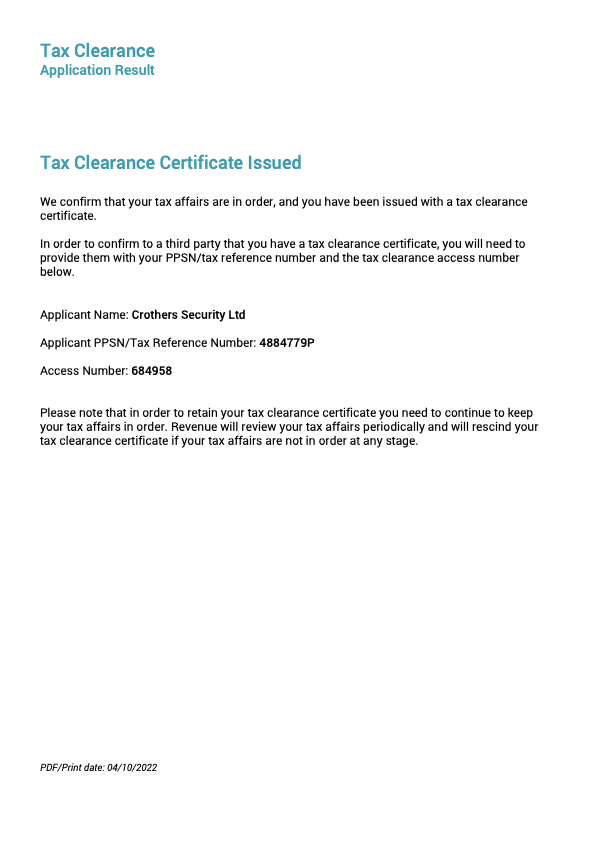 Tax Clearance
Application Result
Tax Clearance Certificate Issued
We confirm that your tax affairs are in order, and you have been issued with a tax clearance
certificate.
In order to confirm to a third party that you have a tax clearance certificate, you will need to
provide them with your PPSN/tax reference number and the tax clearance access number
below.
Applicant Name: Crothers Security Ltd
Applicant PPSN/Tax Reference Number: 4884779P
Access Number: 684958
Please note that in order to retain your tax clearance certificate you need to continue to keep
your tax affairs in order. Revenue will review your tax affairs periodically and will rescind your
tax clearance certificate if your tax affairs are not in order at any stage.
PDF/Print date: 04/10/2022